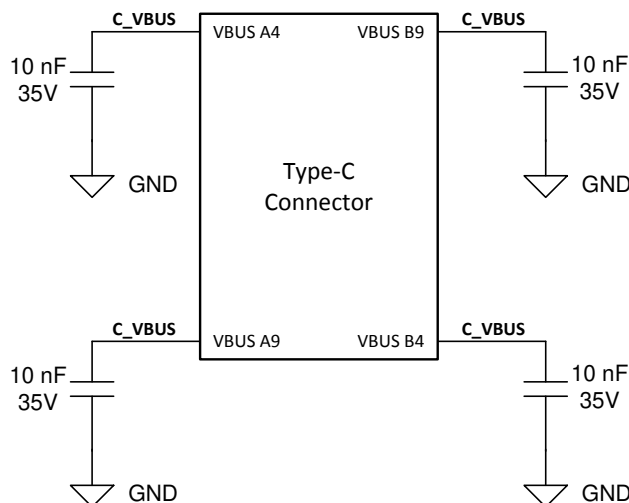 C_VBUS
VBUS A4
VBUS B9
C_VBUS
10 nF
35V
10 nF
35V
GND
Type-C
Connector
GND
C_VBUS
VBUS A9
VBUS B4
C_VBUS
10 nF
35V
10 nF
35V
GND
GND